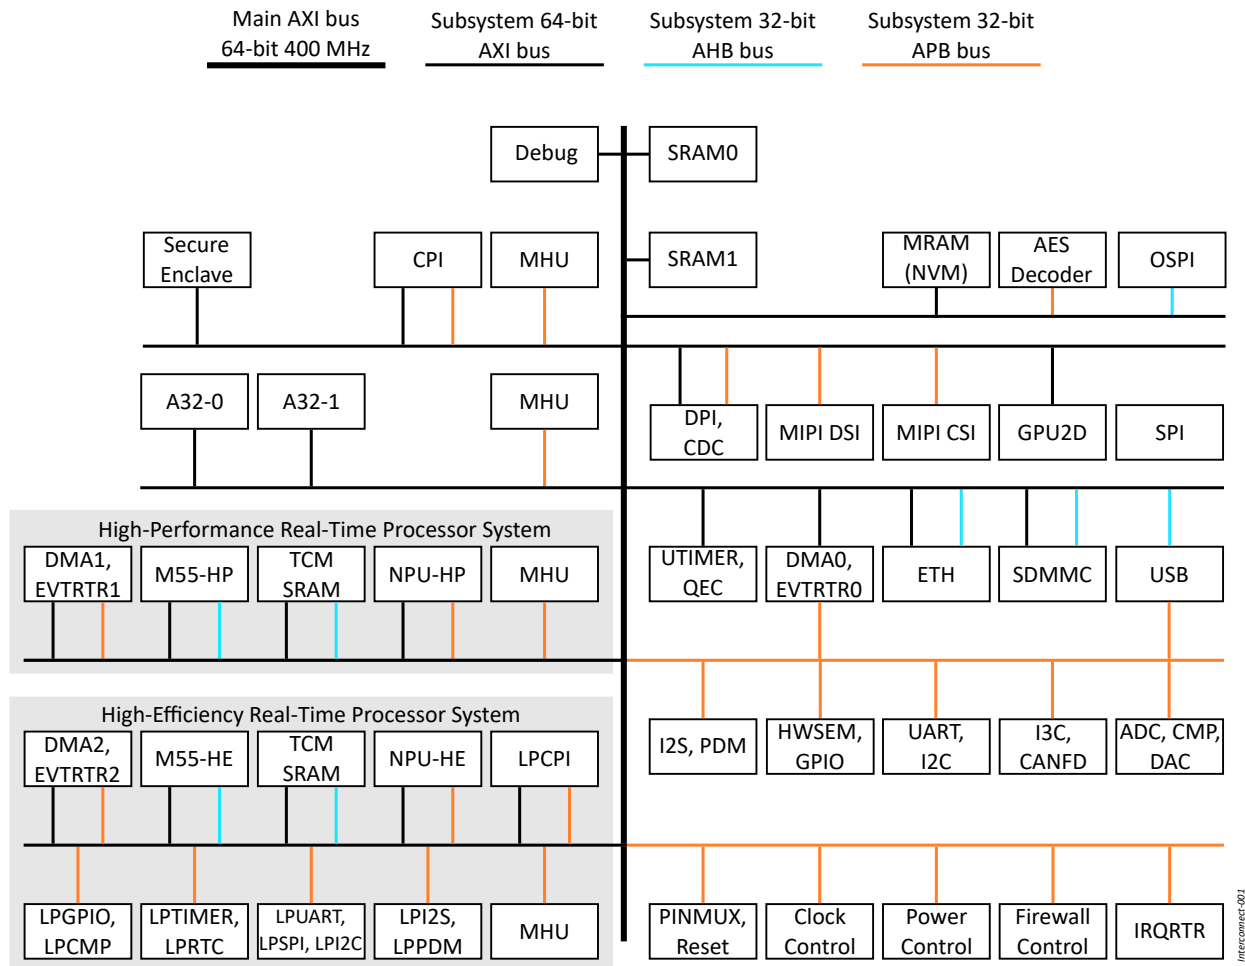 Main AXI bus
64-bit 400 MHz
Subsystem 64-bit
AXI bus
Subsystem 32-bit
AHB bus
Subsystem 32-bit
APB bus
Debug
SRAM0
Secure
Enclave
CPI
MHU
SRAM1
MRAM
(NVM)
AES
Decoder
OSPI
A32-0
A32-1
MHU
DPI,
CDC
MIPI DSI
MIPI CSI
GPU2D
SPI
High-Performance Real-Time Processor System
DMA1,
EVTRTR1
M55-HP
TCM
SRAM
NPU-HP
MHU
UTIMER,
QEC
DMA0,
EVTRTR0
ETH
SDMMC
USB
High-Efficiency Real-Time Processor System
DMA2,
EVTRTR2
M55-HE
TCM
SRAM
NPU-HE
LPCPI
I2S, PDM
HWSEM,
GPIO
UART,
I2C
I3C,
CANFD
ADC, CMP,
DAC
LPGPIO,
LPCMP
LPTIMER,
LPRTC
LPUART,
LPSPI, LPI2C
LPI2S,
LPPDM
MHU
PINMUX,
Reset
Clock
Control
Power
Control
Firewall
Control
IRQRTR
Interconnect-001